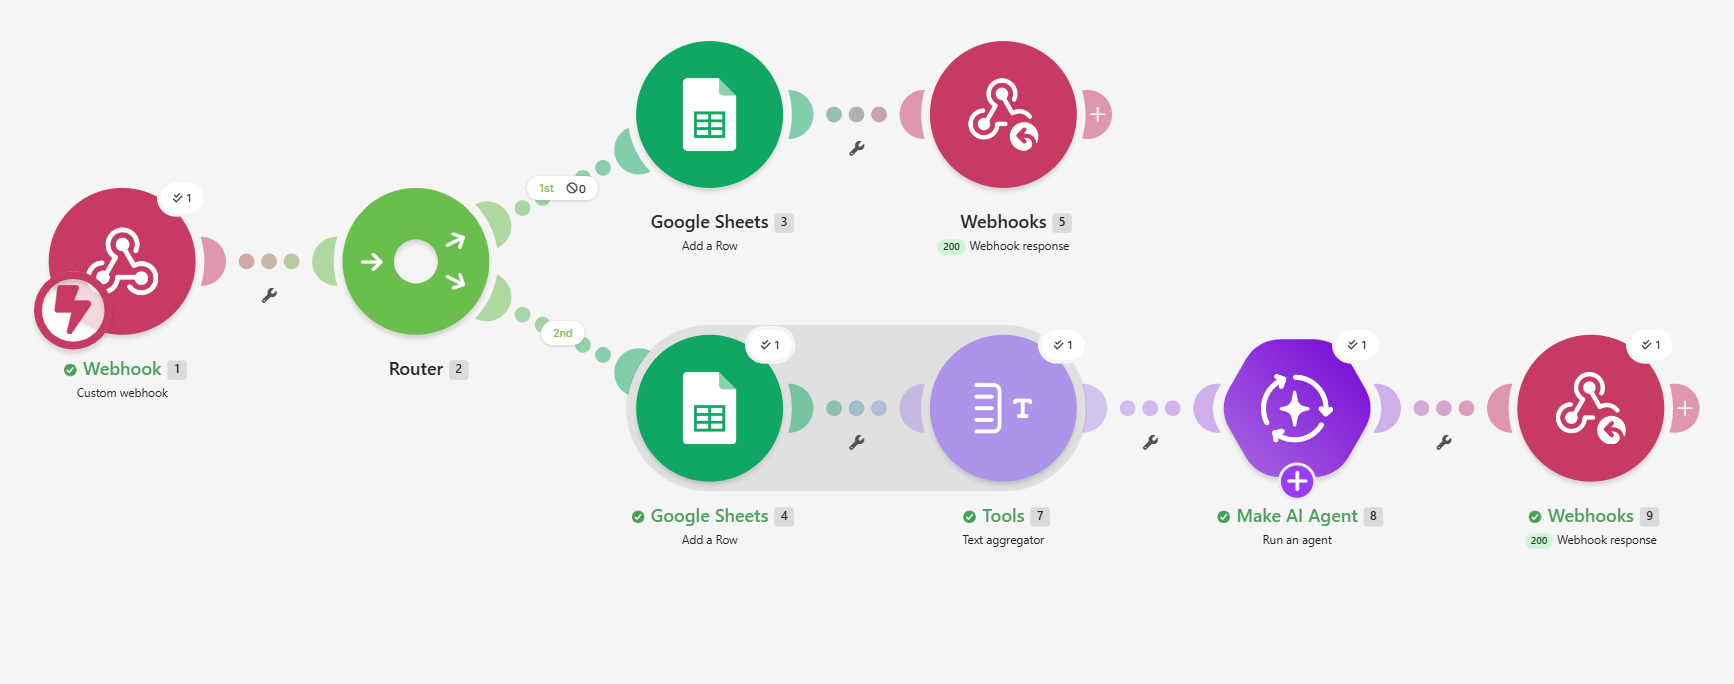 1st 0
Google Sheets 3
Add a Row
Webhooks 5
200 Webhook response
1
Webhook 1
Custom webhook
Router 2
2nd
1
Google Sheets 4
Add a Row
1
T
Tools 7
Text aggregator
1
Make AI Agent 8
Run an agent
1
Webhooks 9
200 Webhook response